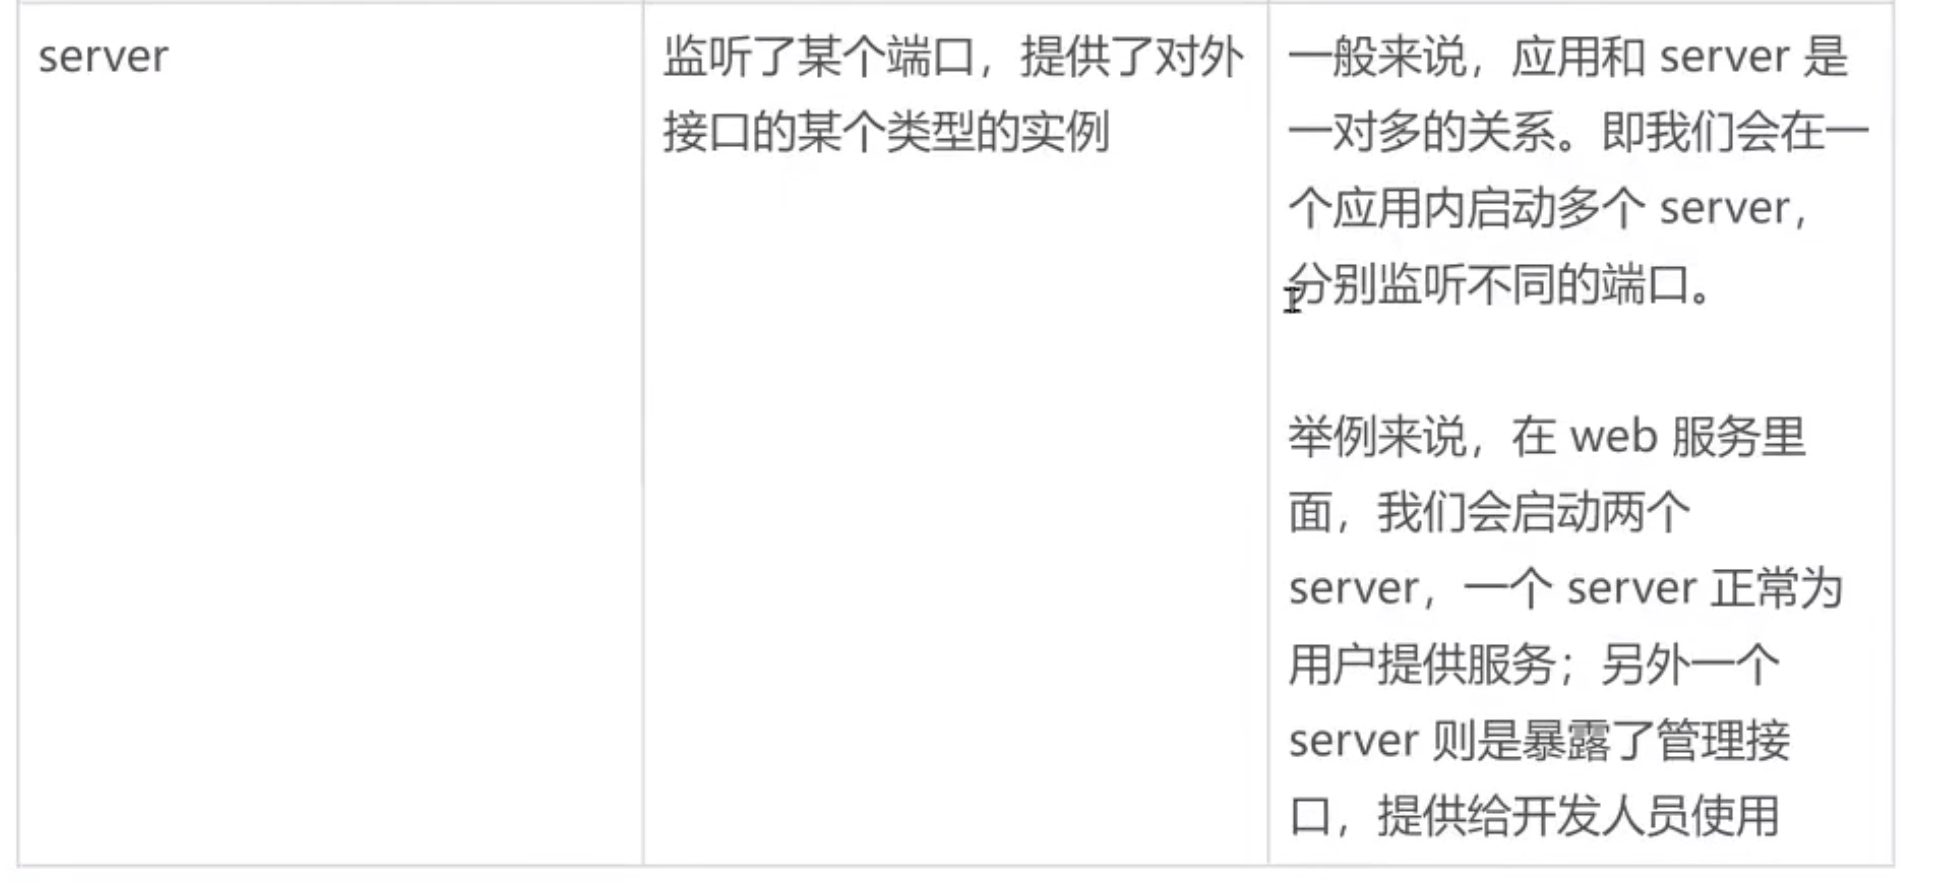 server
监听了某个端口，提供了对外
接口的某个类型的实例
一般来说，应用和 server 是
一对多的关系。即我们会在一
个应用内启动多个 server，
分别监听不同的端口。
举例来说，在 web 服务里
面，我们会启动两个
server，一个 server 正常为
用户提供服务；另外一个
server 则是暴露了管理接
口，提供给开发人员使用